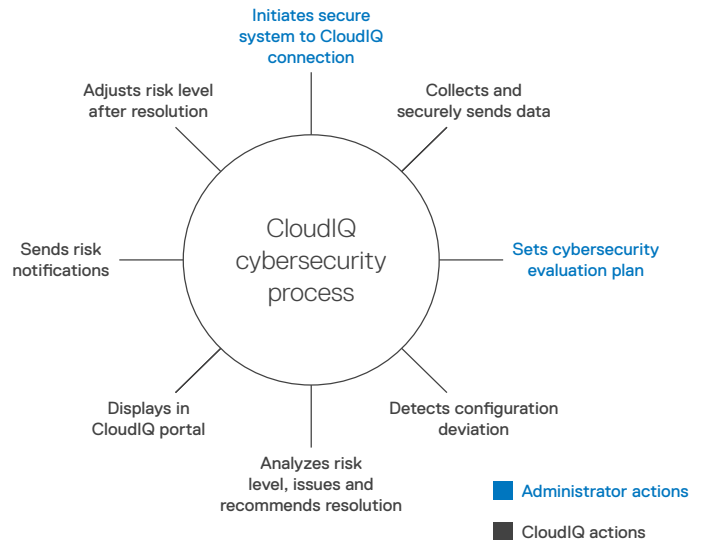 Initiates secure
system to CloudIQ
connection
Collects and
securely sends data
Sets cybersecurity
evaluation plan
Detects configuration
deviation
Analyzes risk
level, issues and
recommends resolution
Displays in
CloudIQ portal
Sends risk
notifications
Adjusts risk level
after resolution
CloudIQ
cybersecurity
process
Administrator actions
CloudIQ actions